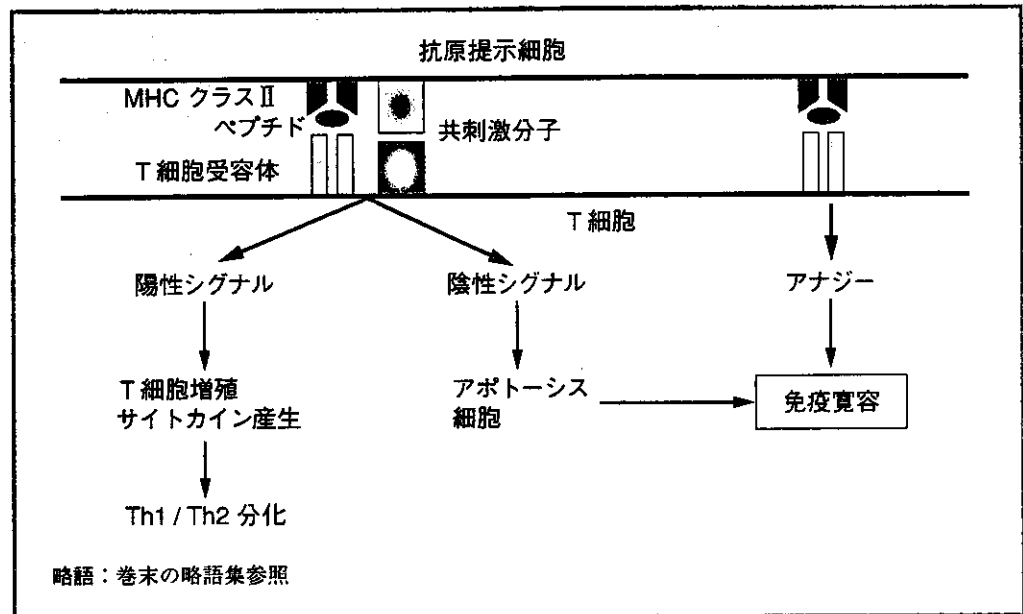 抗原提示細胞
MHC クラスⅡ
ペプチド
共刺激分子
T 細胞受容体
T 細胞
陽性シグナル
陰性シグナル
アナジー
T 細胞増殖
サイトカイン産生
アポトーシス
細胞
免疫寛容
Th1 / Th2 分化
略語：巻末の略語集参照